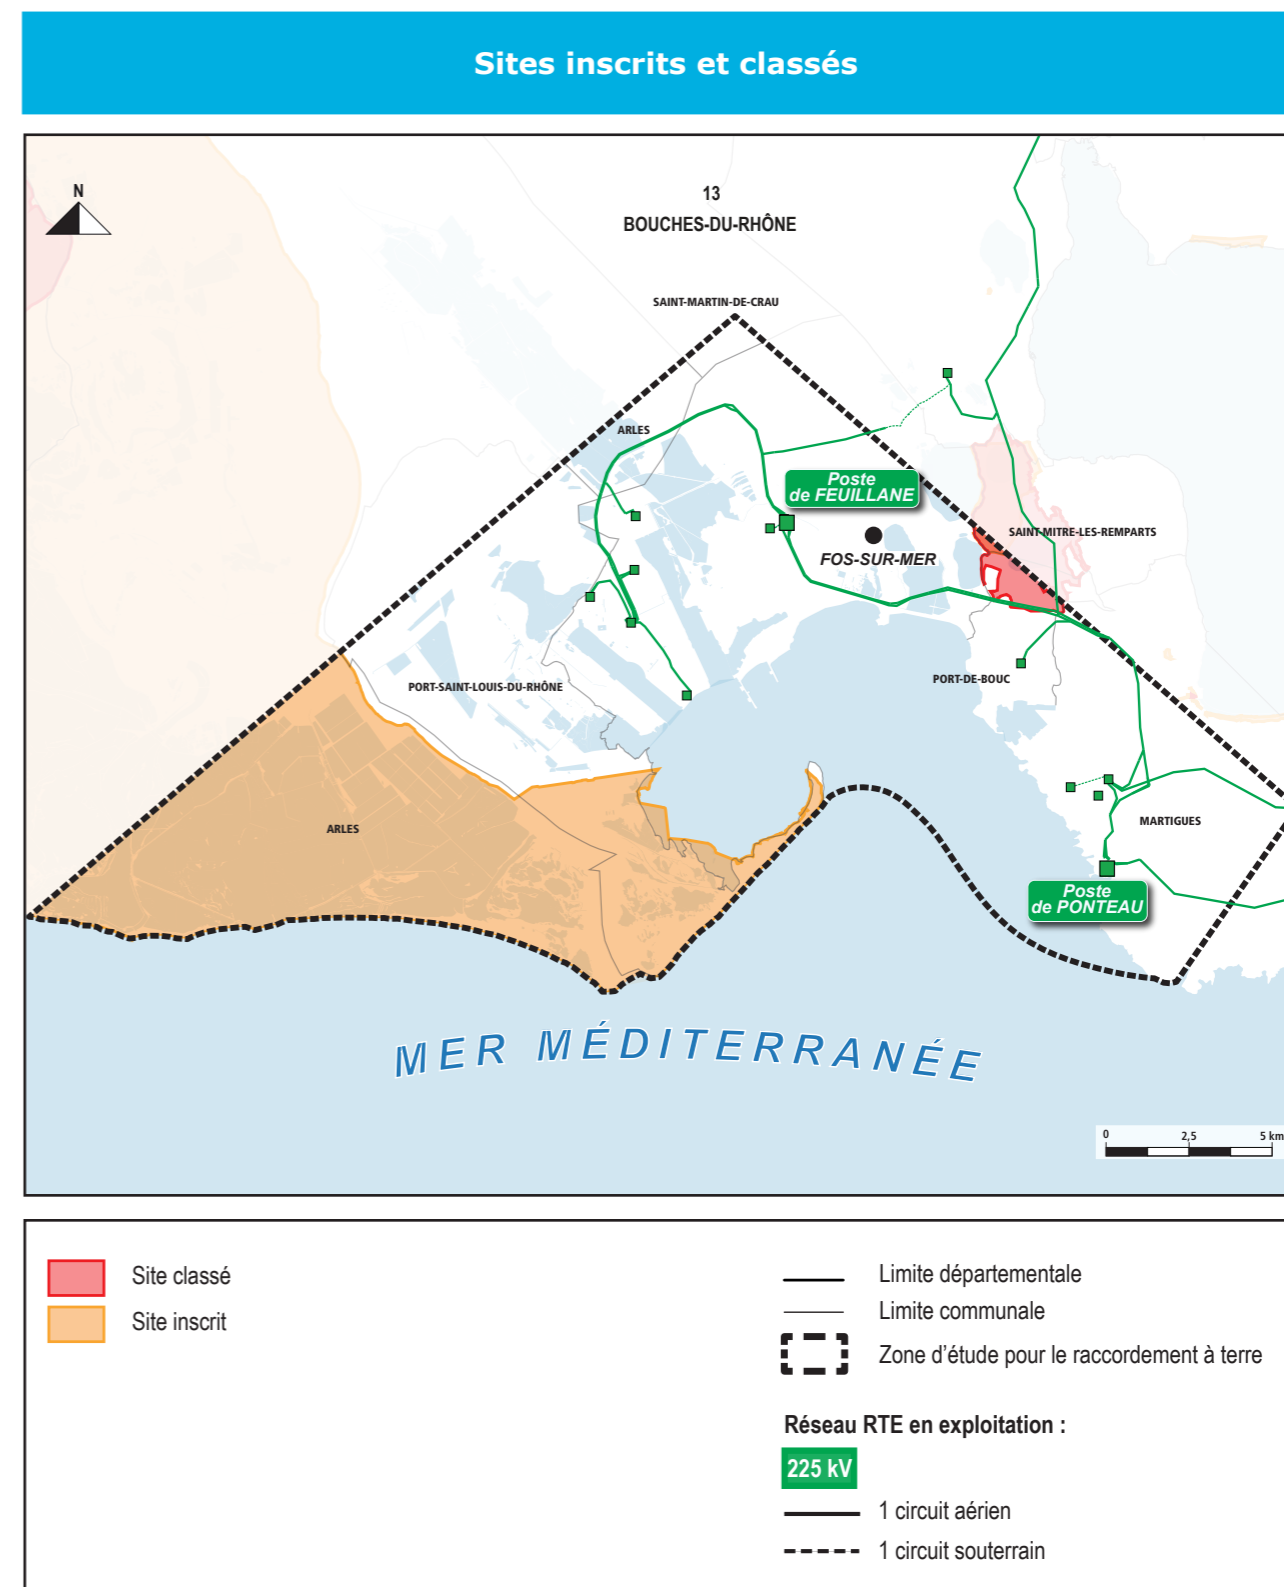 Sites inscrits et classés
N
13
BOUCHES-DU-RHÔNE
SAINT-MARTIN-DE-CRAU
ARLES
Poste
de FEUILLANE
FOS-SUR-MER
SAINT-MITRE-LES-REMPARTS
PORT-SAINT-LOUIS-DU-RHÔNE
PORT-DE-BOUC
ARLES
MARTIGUES
Poste
de PONTEAU
MER MÉDITERRANÉE
0 2,5 5 km
Site classé
Site inscrit
Limite départementale
Limite communale
Zone d'étude pour le raccordement à terre
Réseau RTE en exploitation :
225 kV
1 circuit aérien
1 circuit souterrain